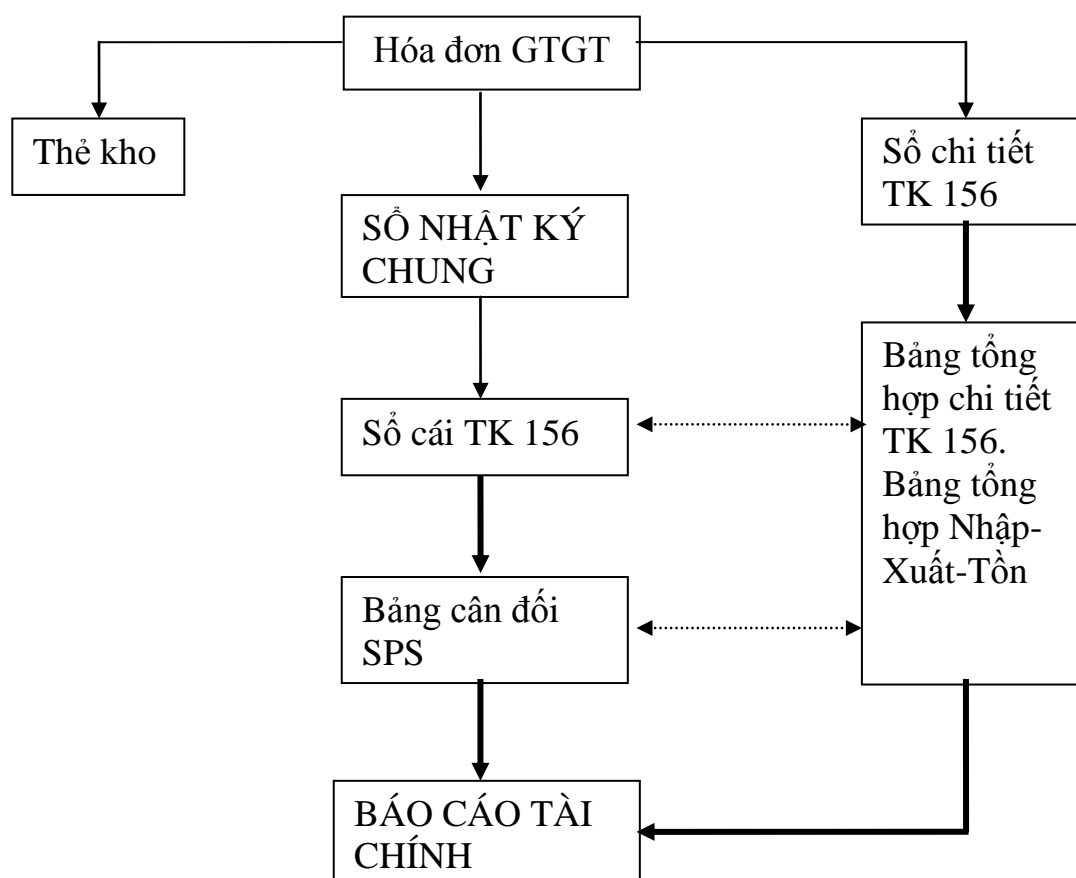 Hóa đơn GTGT
Thẻ kho
Sổ chi tiết
TK 156
SỔ NHẬT KÝ
CHUNG
Bảng tổng
hợp chi tiết
TK 156.
Bảng tổng
hợp Nhập-
Xuất-Tồn
Sổ cái TK 156
Bảng cân đối
SPS
BÁO CÁO TÀI
CHÍNH